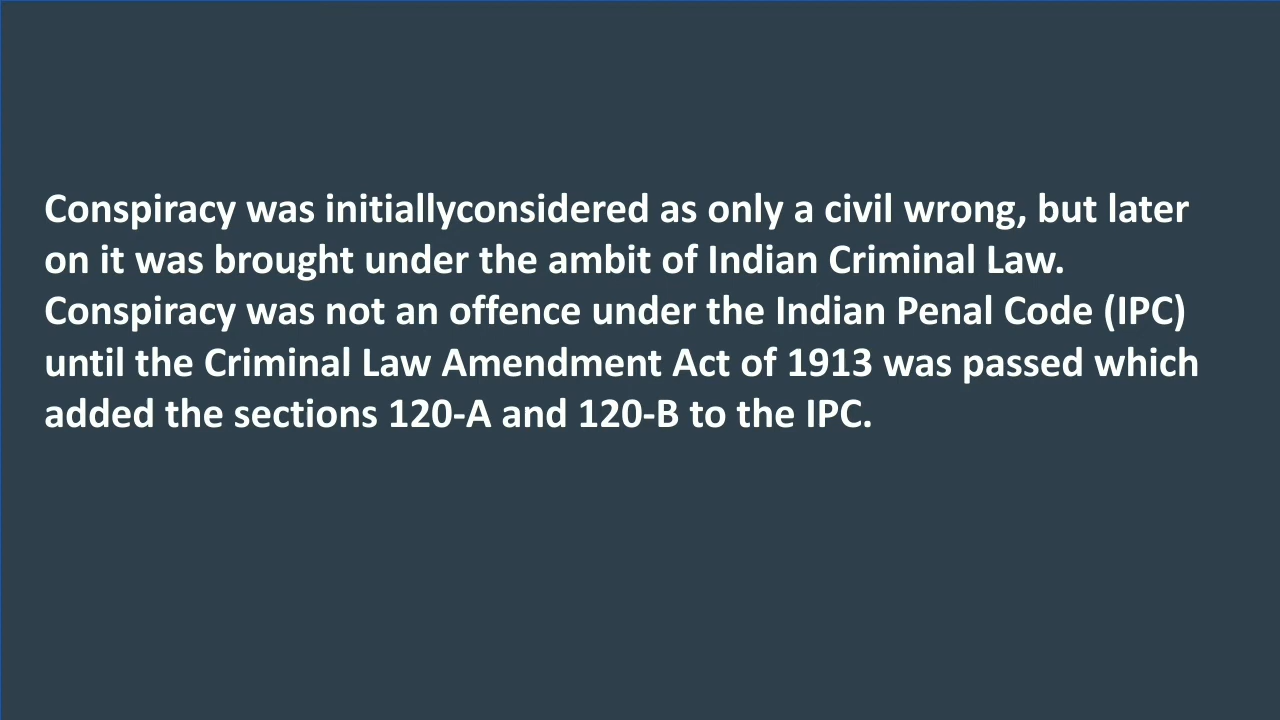 Conspiracy was initiallyconsidered as only a civil wrong, but later
on it was brought under the ambit of Indian Criminal Law.
Conspiracy was not an offence under the Indian Penal Code (IPC)
until the Criminal Law Amendment Act of 1913 was passed which
added the sections 120-A and 120-B to the IPC.